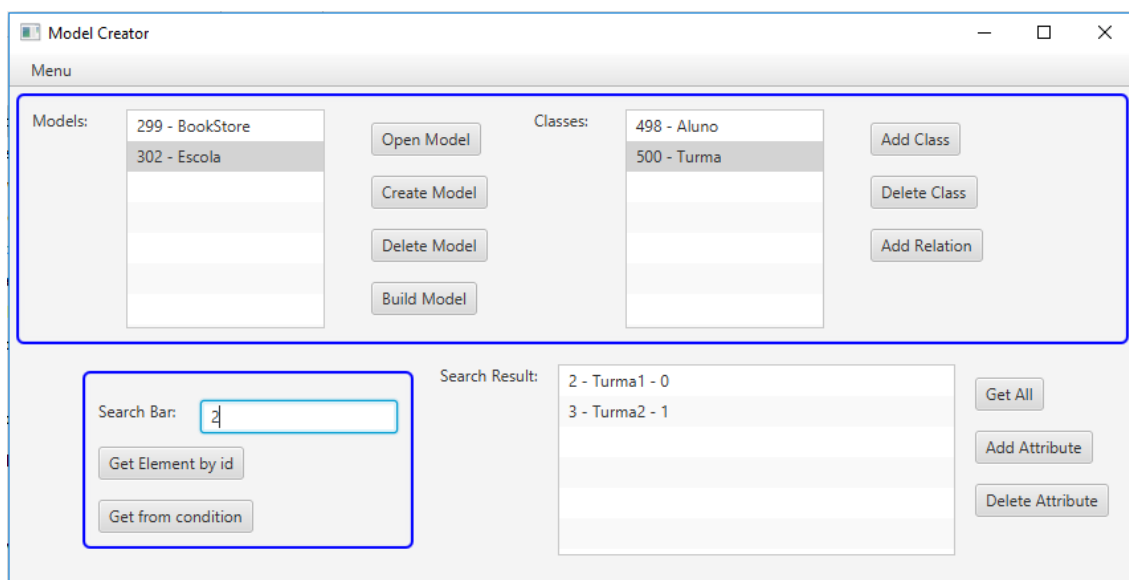 Model Creator
Menu
Models:
299 - BookStore
302 - Escola
Open Model
Create Model
Delete Model
Build Model
Classes:
498 - Aluno
500 - Turma
Add Class
Delete Class
Add Relation
Search Bar:
2
Get Element by id
Get from condition
Search Result:
2 - Turma1 - 0
3 - Turma2 - 1
Get All
Add Attribute
Delete Attribute